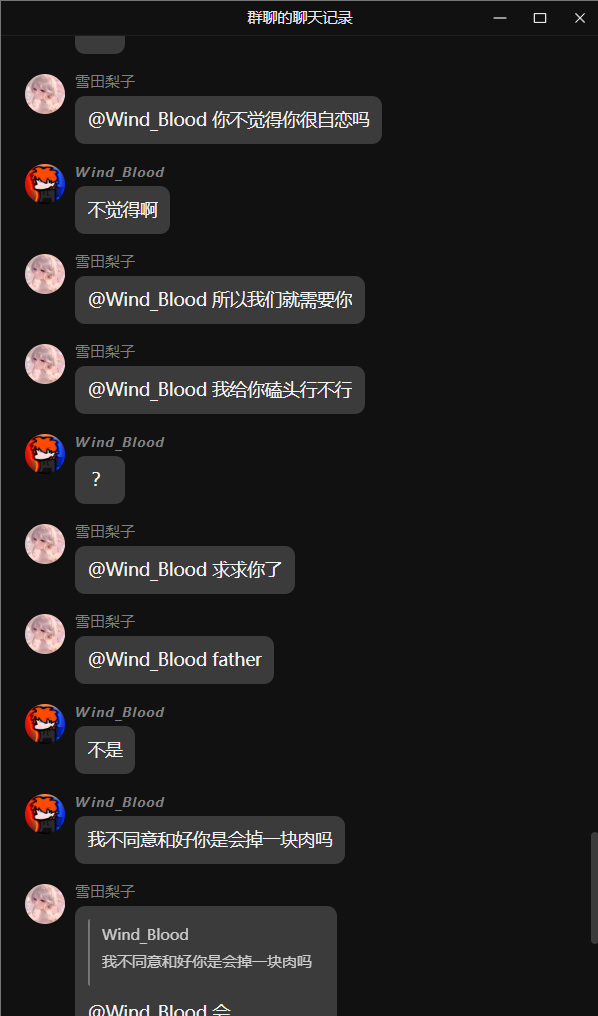 群聊的聊天记录
雪田梨子
@Wind_Blood 你不觉得你很自恋吗
Wind_Blood
不觉得啊
雪田梨子
@Wind_Blood 所以我们就需要你
雪田梨子
@Wind_Blood 我给你磕头行不行
Wind_Blood
？
雪田梨子
@Wind_Blood 求求你了
雪田梨子
@Wind_Blood father
Wind_Blood
不是
Wind_Blood
我不同意和好你是会掉一块肉吗
雪田梨子
Wind_Blood
我不同意和好你是会掉一块肉吗
@Wind_Blood 会